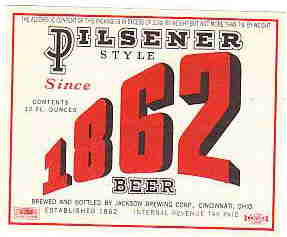 THE ALCOHOLIC CONTENT OF THIS PACKAGE IS IN EXCESS OF 3.2% BY WEIGHT BUT NOT MORE THAN 7% BY WEIGHT
PILSENER
STYLE
Since
CONTENTS
12 FL. OUNCES
1862
BEER
BREWED AND BOTTLED BY JACKSON BREWING CORP., CINCINNATI, OHIO.
ESTABLISHED 1862 INTERNAL REVENUE TAX PAID